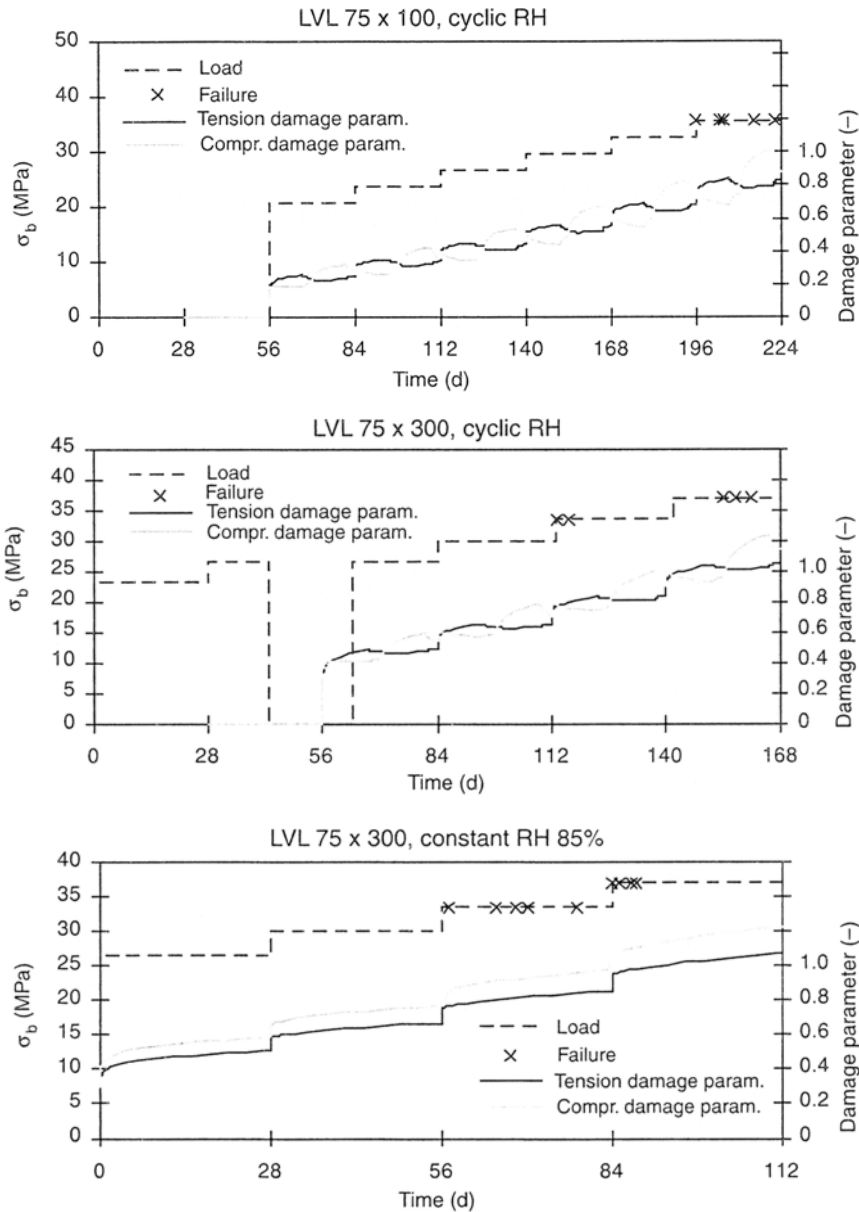 LVL 75 x 100, cyclic RH
σb (MPa)
50
40
30
20
10
0
Load
Failure
Tension damage param.
Compr. damage param.
1.0
0.8
0.6
0.4
0.2
0
Damage parameter (–)
0 28 56 84 112 140 168 196 224
Time (d)
LVL 75 x 300, cyclic RH
σb (MPa)
45
40
35
30
25
20
15
10
5
0
Load
Failure
Tension damage param.
Compr. damage param.
1.0
0.8
0.6
0.4
0.2
0
Damage parameter (–)
0 28 56 84 112 140 168
Time (d)
LVL 75 x 300, constant RH 85%
σb (MPa)
40
35
30
25
20
15
10
5
0
1.0
0.8
0.6
0.4
0.2
0
Damage parameter (–)
Load
Failure
Tension damage param.
Compr. damage param.
0 28 56 84 112
Time (d)